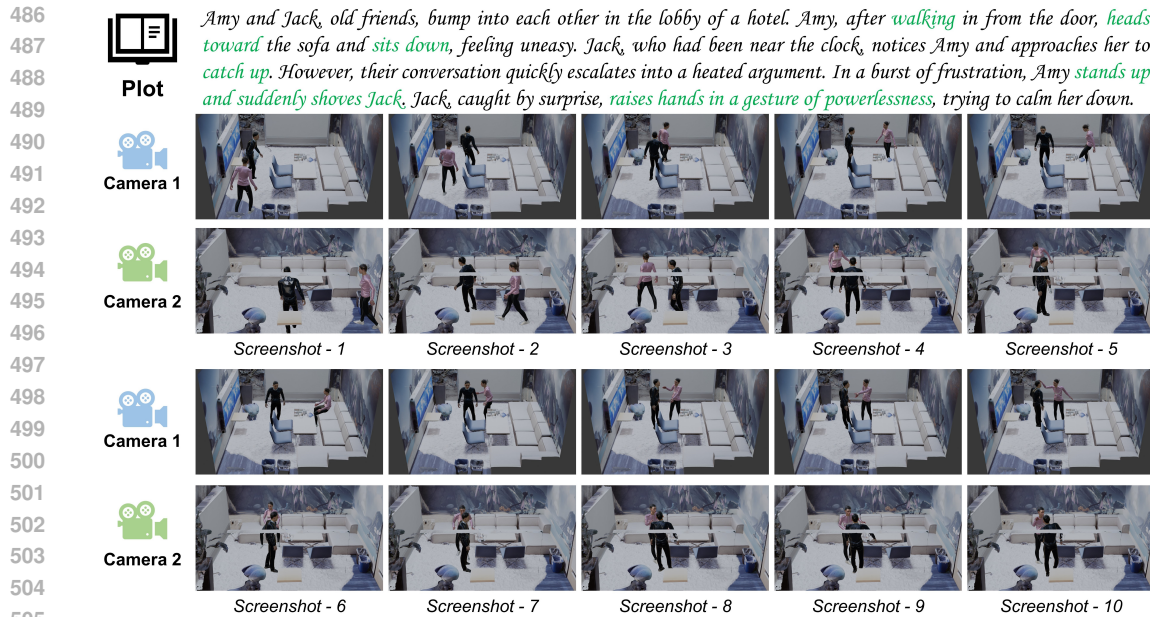 486
487
488
489
490
491
492
493
494
495
496
497
498
499
500
501
502
503
504
Plot
Amy and Jack, old friends, bump into each other in the lobby of a hotel. Amy, after walking in from the door, heads
toward the sofa and sits down, feeling uneasy. Jack, who had been near the clock, notices Amy and approaches her to
catch up. However, their conversation quickly escalates into a heated argument. In a burst of frustration, Amy stands up
and suddenly shoves Jack. Jack, caught by surprise, raises hands in a gesture of powerlessness, trying to calm her down.
Camera 1
Camera 2
Screenshot - 1
Screenshot - 2
Screenshot - 3
Screenshot - 4
Screenshot - 5
Camera 1
Camera 2
Screenshot - 6
Screenshot - 7
Screenshot - 8
Screenshot - 9
Screenshot - 10